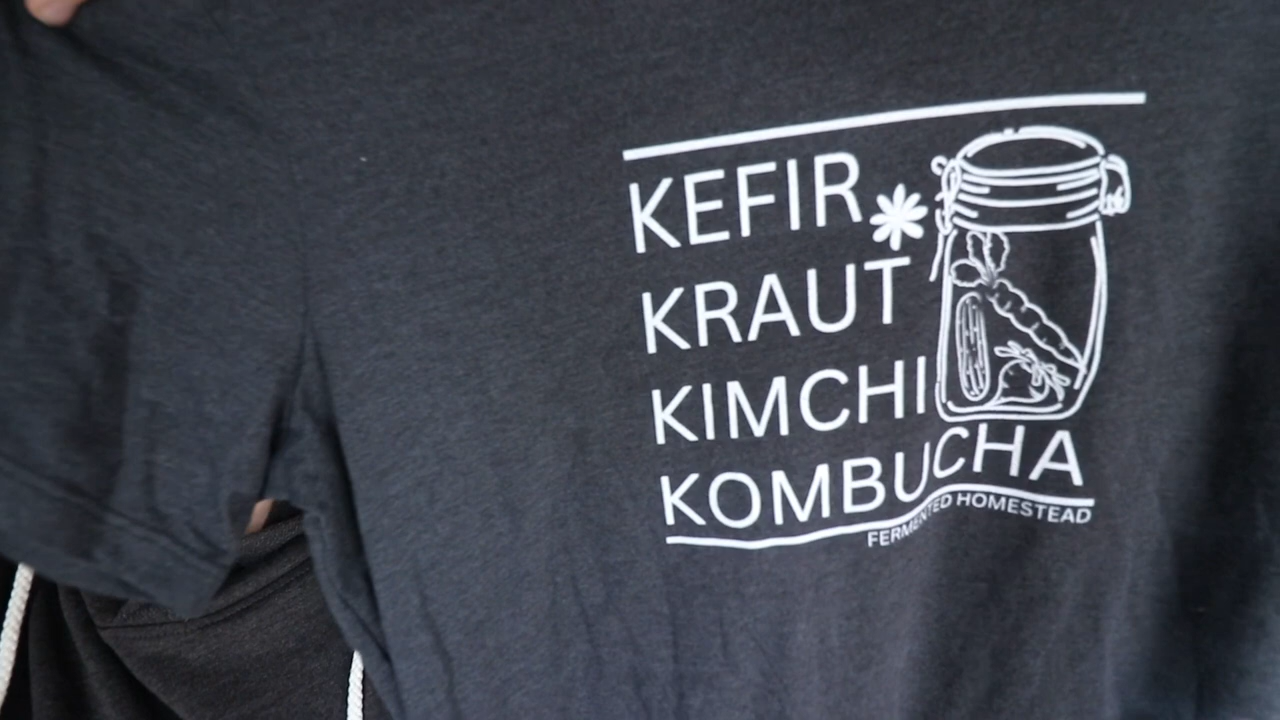 KEFIR
KRAUT
KIMCHI
KOMBUCHA
FERMENTED HOMESTEAD